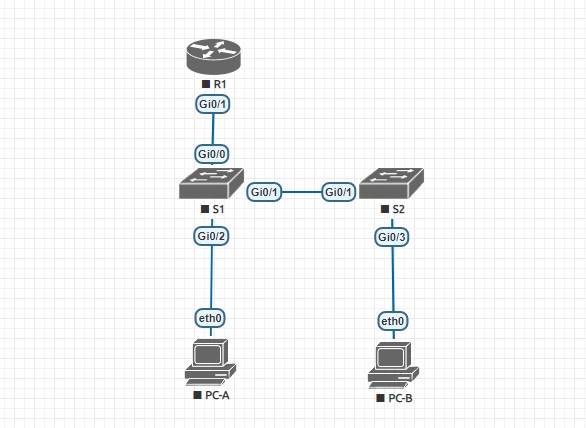 R1
Gi0/1
Gi0/0
Gi0/1
Gi0/1
S1
S2
Gi0/2
Gi0/3
eth0
eth0
PC-A
PC-B